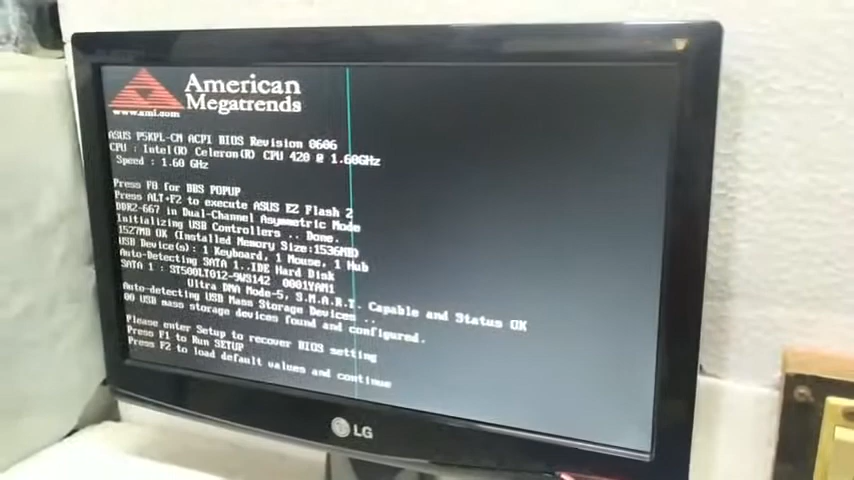 American
Megatrends
www.ami.com
ASUS P5KPL-CM ACPI BIOS Revision 0606
CPU : Intel(R) Celeron(R) CPU 420 @ 1.60GHz
Speed : 1.60 GHz
Press F8 for BBS POPUP
Press ALT+F2 to execute ASUS EZ Flash 2
DDR2-667 in Dual-Channel Asymmetric Mode
Initializing USB Controllers .. Done.
1527MB OK (Installed Memory Size:1536MB)
USB Device(s): 1 Keyboard, 1 Mouse, 1 Hub
Auto-Detecting SATA 1..IDE Hard Disk
SATA 1 : ST500LT012-9WS142 0001YAM1
Ultra DMA Mode-5, S.M.A.R.T. Capable and Status OK
Auto-Detecting USB Mass Storage Devices ..
00 USB mass storage devices found and configured.
Please enter Setup to recover BIOS setting
Press F1 to Run SETUP
Press F2 to load default values and continue
LG